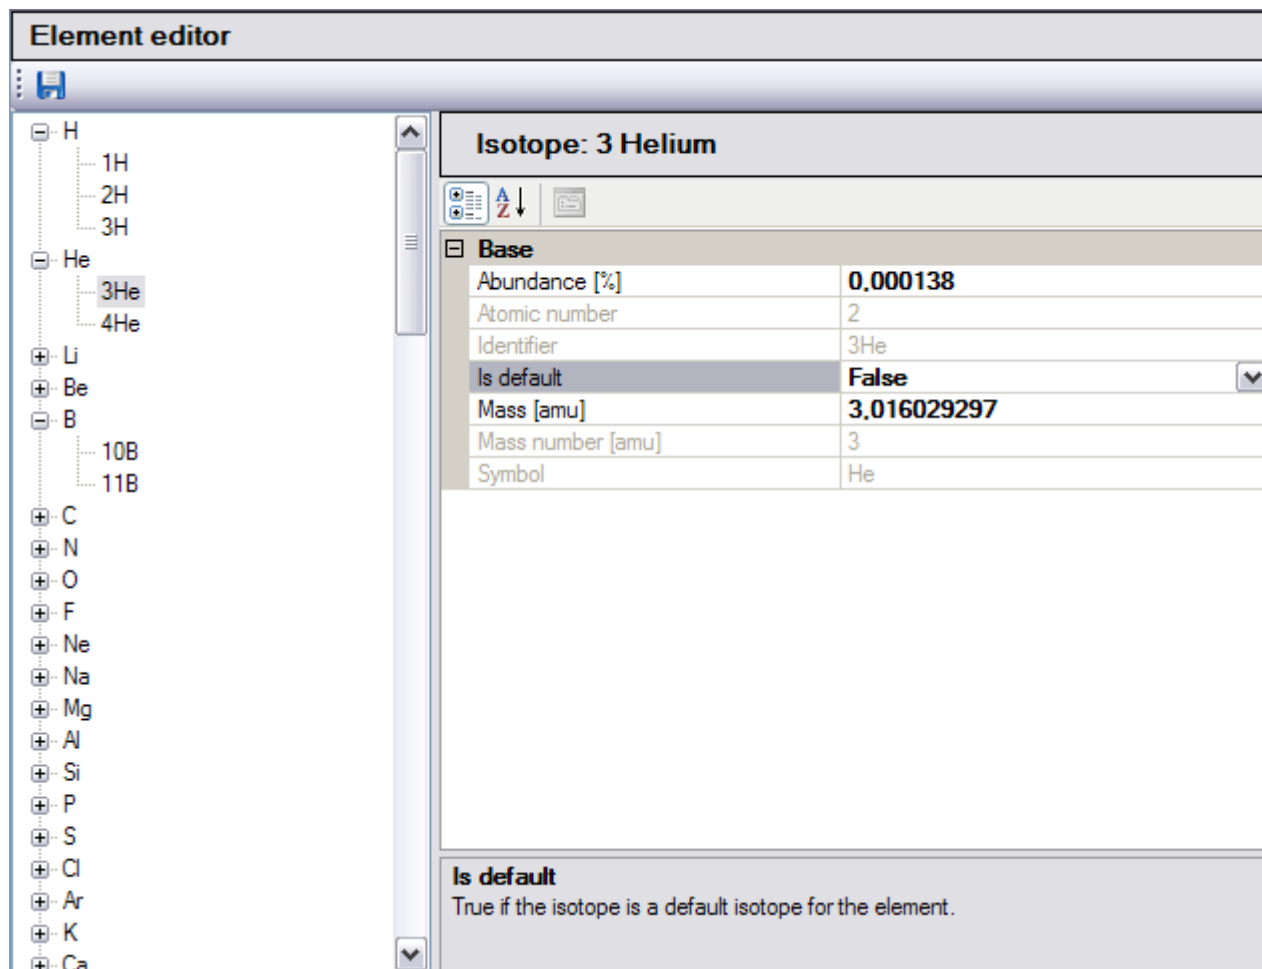 Element editor
H
1H
2H
3H
He
3He
4He
Li
Be
B
10B
11B
C
N
O
F
Ne
Na
Mg
Al
Si
P
S
Cl
Ar
K
Ca
Isotope: 3 Helium
Base
Abundance [%] 0,000138
Atomic number 2
Identifier 3He
Is default False
Mass [amu] 3,016029297
Mass number [amu] 3
Symbol He
Is default
True if the isotope is a default isotope for the element.